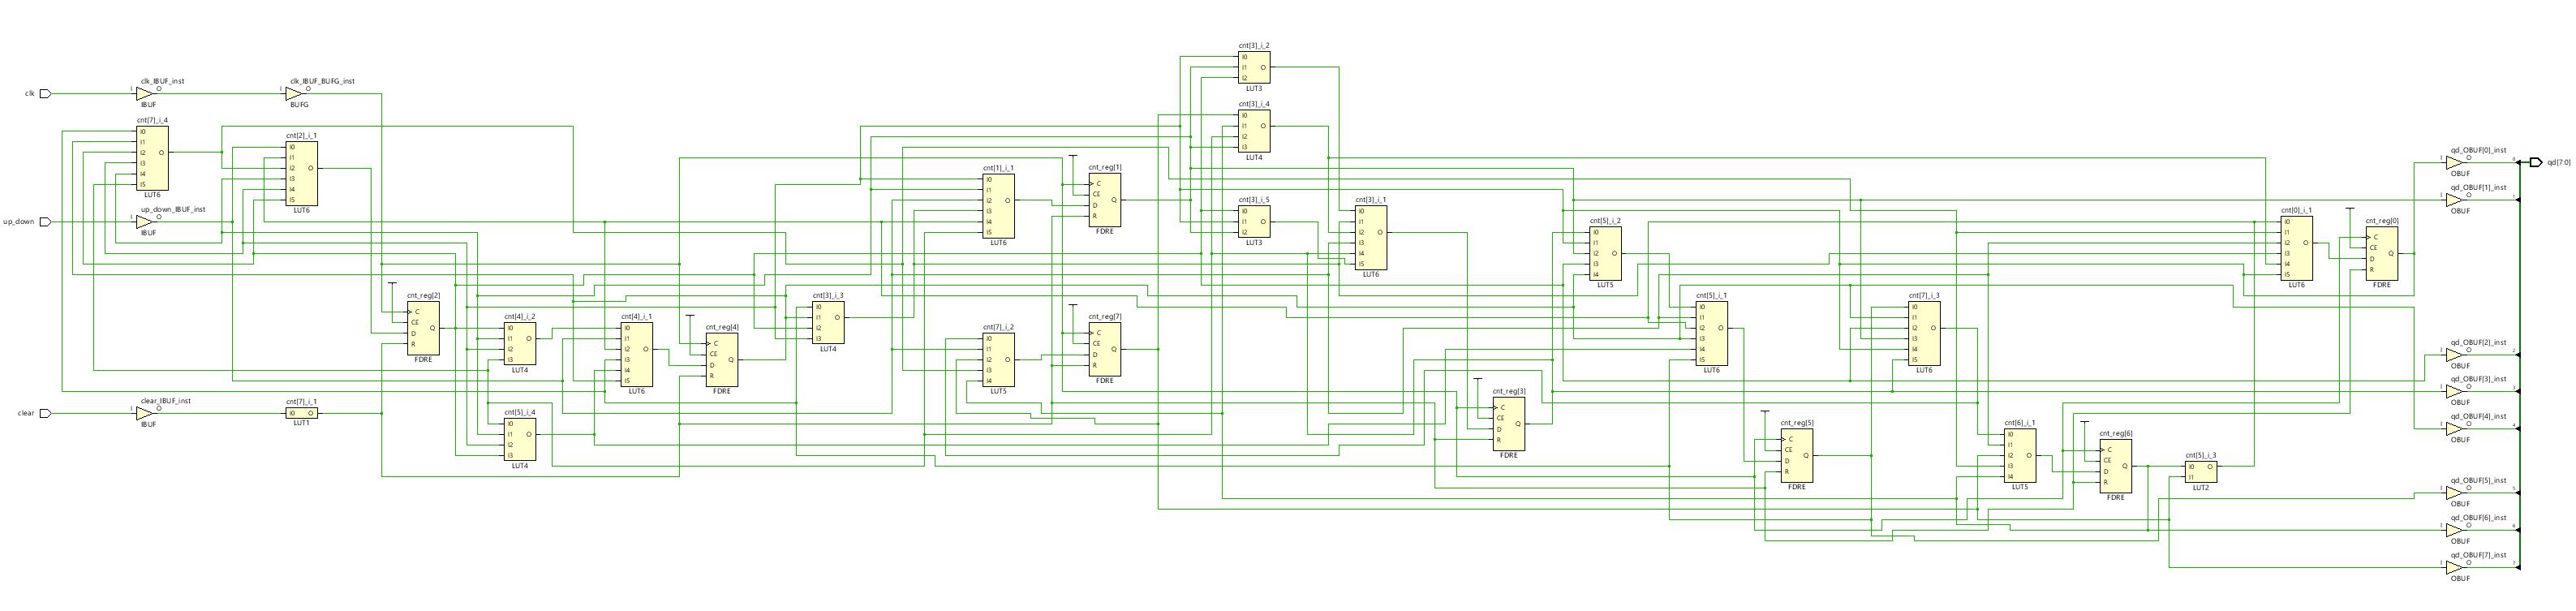 clk
clk_IBUF_inst
I
O
IBUF
clk_IBUF_BUFG_inst
I
O
BUFG
cnt[7]_i_4
I0
I1
I2
I3
I4
I5
O
LUT6
cnt[2]_i_1
I0
I1
I2
I3
I4
I5
O
LUT6
up_down
up_down_IBUF_inst
I
O
IBUF
clear
clear_IBUF_inst
I
O
IBUF
cnt[7]_i_1
I0
O
LUT1
cnt_reg[2]
C
CE
D
R
Q
FDRE
cnt[4]_i_2
I0
I1
I2
I3
O
LUT4
cnt[5]_i_4
I0
I1
I2
I3
O
LUT4
cnt[4]_i_1
I0
I1
I2
I3
I4
I5
O
LUT6
cnt_reg[4]
C
CE
D
R
Q
FDRE
cnt[3]_i_3
I0
I1
I2
I3
O
LUT4
cnt[1]_i_1
I0
I1
I2
I3
I4
I5
O
LUT6
cnt[7]_i_2
I0
I1
I2
I3
I4
O
LUT5
cnt_reg[1]
C
CE
D
R
Q
FDRE
cnt_reg[7]
C
CE
D
R
Q
FDRE
cnt[3]_i_2
I0
I1
I2
O
LUT3
cnt[3]_i_4
I0
I1
I2
I3
O
LUT4
cnt[3]_i_5
I0
I1
I2
O
LUT3
cnt[3]_i_1
I0
I1
I2
I3
I4
I5
O
LUT6
cnt_reg[3]
C
CE
D
R
Q
FDRE
cnt[5]_i_2
I0
I1
I2
I3
I4
O
LUT5
cnt[5]_i_1
I0
I1
I2
I3
I4
I5
O
LUT6
cnt_reg[5]
C
CE
D
R
Q
FDRE
cnt[7]_i_3
I0
I1
I2
I3
I4
I5
O
LUT6
cnt[6]_i_1
I0
I1
I2
I3
I4
O
LUT5
cnt_reg[6]
C
CE
D
R
Q
FDRE
cnt[5]_i_3
I0
I1
O
LUT2
cnt[0]_i_1
I0
I1
I2
I3
I4
I5
O
LUT6
cnt_reg[0]
C
CE
D
R
Q
FDRE
qd_OBUF[0]_inst
I
O
0
OBUF
qd[7:0]
qd_OBUF[1]_inst
I
O
1
OBUF
qd_OBUF[2]_inst
I
O
2
OBUF
qd_OBUF[3]_inst
I
O
3
OBUF
qd_OBUF[4]_inst
I
O
4
OBUF
qd_OBUF[5]_inst
I
O
5
OBUF
qd_OBUF[6]_inst
I
O
6
OBUF
qd_OBUF[7]_inst
I
O
7
OBUF